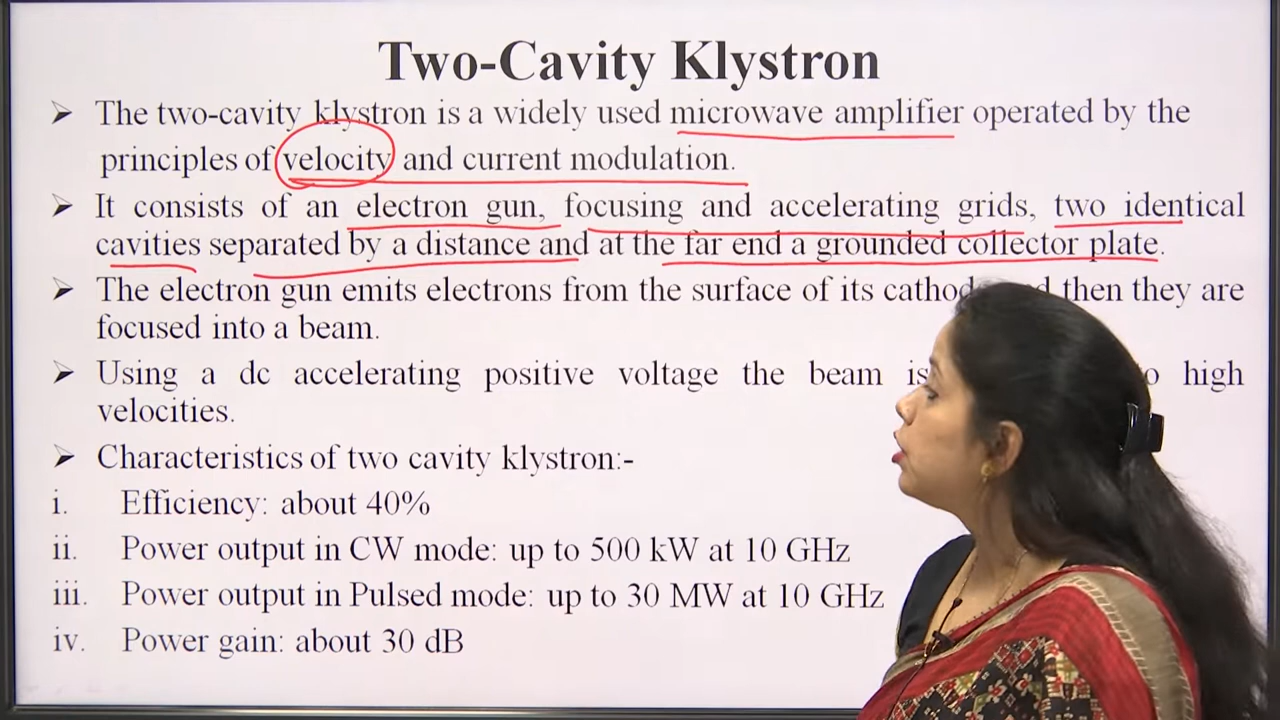 Two-Cavity Klystron
➢ The two-cavity klystron is a widely used microwave amplifier operated by the
principles of velocity and current modulation.
➢ It consists of an electron gun, focusing and accelerating grids, two identical
cavities separated by a distance and at the far end a grounded collector plate.
➢ The electron gun emits electrons from the surface of its then they are
focused into a beam.
➢ Using a dc accelerating positive voltage the beam is high
velocities.
➢ Characteristics of two cavity klystron:-
i. Efficiency: about 40%
ii. Power output in CW mode: up to 500 kW at 10 GHz
iii. Power output in Pulsed mode: up to 30 MW at 10 GHz
iv. Power gain: about 30 dB